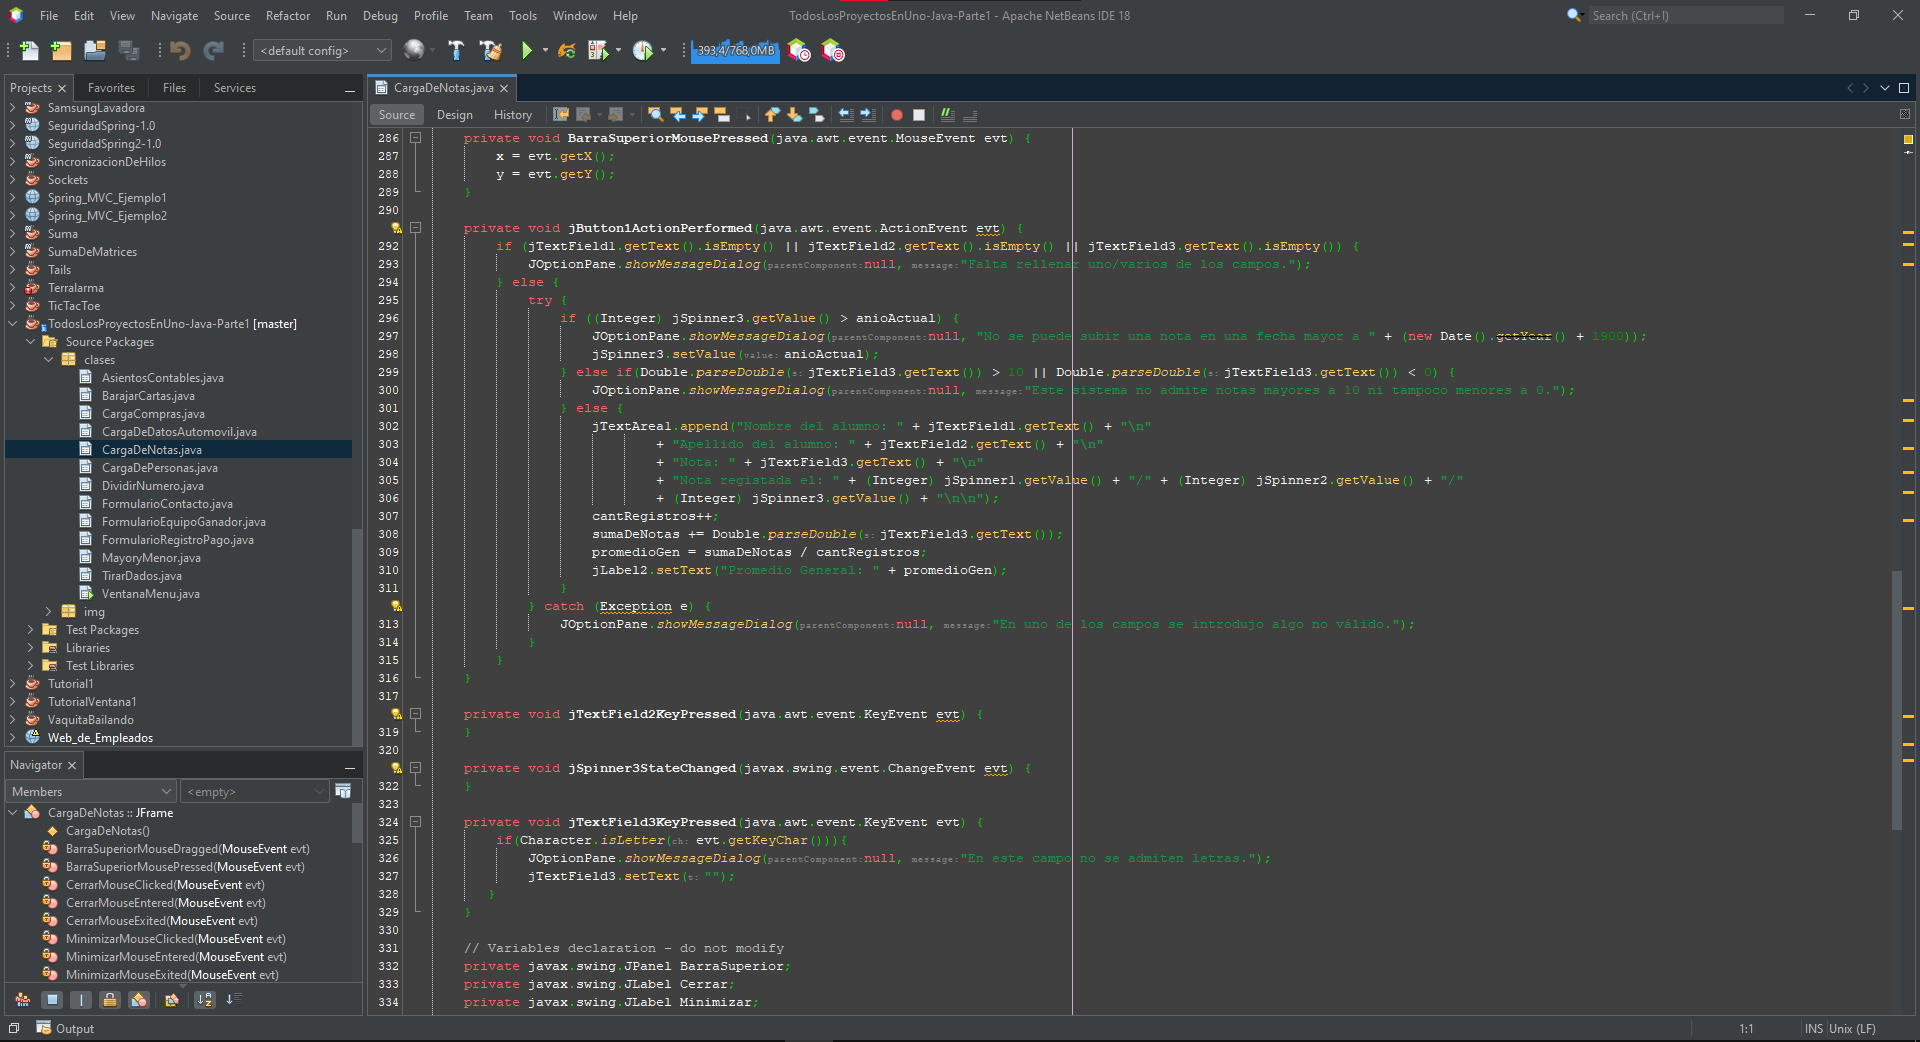 File Edit View Navigate Source Refactor Run Debug Profile Team Tools Window Help
TodosLosProyectosEnUno-Java-Parte1 - Apache NetBeans IDE 18
Search (Ctrl+I)
<default config>
393,4/768,0MB
Projects Favorites Files Services
SamsungLavadora
SeguridadSpring-1.0
SeguridadSpring2-1.0
SincronizacionDeHilos
Sockets
Spring_MVC_Ejemplo1
Spring_MVC_Ejemplo2
Suma
SumaDeMatrices
Tails
Terralarma
TicTacToe
TodosLosProyectosEnUno-Java-Parte1 [master]
Source Packages
clases
AsientosContables.java
BarajarCartas.java
CargaCompras.java
CargaDeDatosAutomovil.java
CargaDeNotas.java
CargaDePersonas.java
DividirNumero.java
FormularioContacto.java
FormularioEquipoGanador.java
FormularioRegistroPago.java
MayoryMenor.java
TirarDados.java
VentanaMenu.java
img
Test Packages
Libraries
Test Libraries
Tutorial1
TutorialVentana1
VaquitaBailando
Web_de_Empleados
Navigator
Members
<empty>
CargaDeNotas :: JFrame
CargaDeNotas()
BarraSuperiorMouseDragged(MouseEvent evt)
BarraSuperiorMousePressed(MouseEvent evt)
CerrarMouseClicked(MouseEvent evt)
CerrarMouseEntered(MouseEvent evt)
CerrarMouseExited(MouseEvent evt)
MinimizarMouseClicked(MouseEvent evt)
MinimizarMouseEntered(MouseEvent evt)
MinimizarMouseExited(MouseEvent evt)
CargaDeNotas.java
Source Design History
286 private void BarraSuperiorMousePressed(java.awt.event.MouseEvent evt) {
287 x = evt.getX();
288 y = evt.getY();
289 }
290
private void jButton1ActionPerformed(java.awt.event.ActionEvent evt) {
292 if (jTextField1.getText().isEmpty() || jTextField2.getText().isEmpty() || jTextField3.getText().isEmpty()) {
293 JOptionPane.showMessageDialog(parentComponent: null, message: "Falta rellenar uno/varios de los campos.");
294 } else {
295 try {
296 if ((Integer) jSpinner3.getValue() > anioActual) {
297 JOptionPane.showMessageDialog(parentComponent: null, "No se puede subir una nota en una fecha mayor a " + (new Date().getYear() + 1900));
298 jSpinner3.setValue(value: anioActual);
299 } else if(Double.parseDouble(s: jTextField3.getText()) > 10 || Double.parseDouble(s: jTextField3.getText()) < 0) {
300 JOptionPane.showMessageDialog(parentComponent: null, message: "Este sistema no admite notas mayores a 10 ni tampoco menores a 0.");
301 } else {
302 jTextArea1.append("Nombre del alumno: " + jTextField1.getText() + "\n"
303 + "Apellido del alumno: " + jTextField2.getText() + "\n"
304 + "Nota: " + jTextField3.getText() + "\n"
305 + "Nota registada el: " + (Integer) jSpinner1.getValue() + "/" + (Integer) jSpinner2.getValue() + "/"
306 + (Integer) jSpinner3.getValue() + "\n\n");
307 cantRegistros++;
308 sumaDeNotas += Double.parseDouble(s: jTextField3.getText());
309 promedioGen = sumaDeNotas / cantRegistros;
310 jLabel2.setText("Promedio General: " + promedioGen);
311 }
} catch (Exception e) {
313 JOptionPane.showMessageDialog(parentComponent: null, message: "En uno de los campos se introdujo algo no válido.");
314 }
315 }
316 }
317
private void jTextField2KeyPressed(java.awt.event.KeyEvent evt) {
319 }
320
private void jSpinner3StateChanged(javax.swing.event.ChangeEvent evt) {
322 }
323
324 private void jTextField3KeyPressed(java.awt.event.KeyEvent evt) {
325 if(Character.isLetter(ch: evt.getKeyChar())){
326 JOptionPane.showMessageDialog(parentComponent: null, message: "En este campo no se admiten letras.");
327 jTextField3.setText(t: "");
328 }
329 }
330
331 // Variables declaration - do not modify
332 private javax.swing.JPanel BarraSuperior;
333 private javax.swing.JLabel Cerrar;
334 private javax.swing.JLabel Minimizar;
Output
1:1 INS Unix (LF)